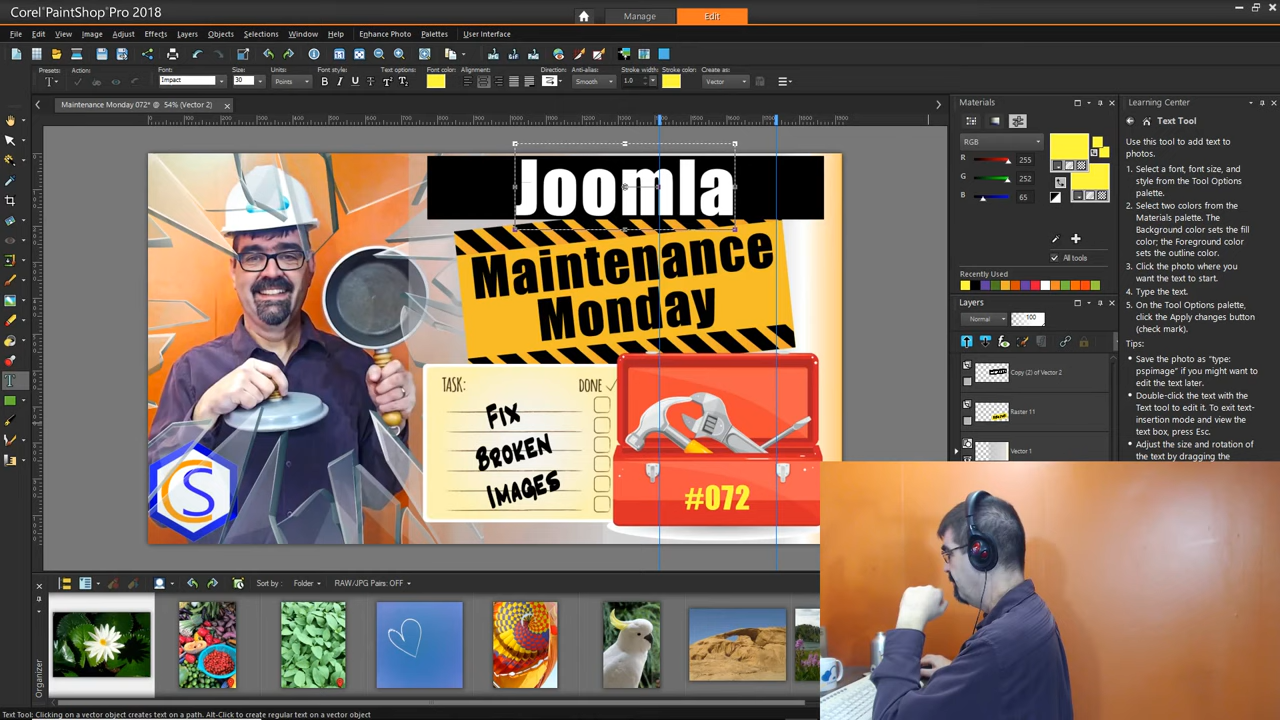 Corel PaintShop Pro 2018
Manage
Edit
File Edit View Image Adjust Effects Layers Objects Selections Window Help Enhance Photo Palettes User Interface
Presets: Action: Font: Size: Units: Font style: Text options: Font color: Alignment: Direction: Anti-alias: Stroke width: Stroke color: Create as:
Impact 30 Points Smooth 1.0 Vector
Maintenance Monday 072* @ 54% (Vector 2)
Joomla
Maintenance
Monday
TASK: DONE
FIX
BROKEN
IMAGES
#072
S
Materials
RGB
R 255
G 252
B 65
All tools
Recently Used
Layers
Normal 100
Copy (2) of Vector 2
Raster 11
Vector 1
Learning Center
Text Tool
Use this tool to add text to
photos.
1. Select a font, font size, and
style from the Tool Options
palette.
2. Select two colors from the
Materials palette. The
Background color sets the
fill color; the Foreground
color sets the
outline color.
3. Click the photo where you
want the text to start.
4. Type the text.
5. On the Tool Options palette,
click the Apply changes button
(check mark).
Tips:
Save the photo as "type:
pspimage" if you might want to
edit the text later.
Double-click the text with the
Text tool to edit it. To exit text-
insertion mode and view the
text box, press Esc.
Adjust the size and rotation of
the text by dragging the
Sort by: Folder RAW/JPG Pairs: OFF
Organizer
Text Tool: Clicking on a vector object creates text on a path. Alt-Click to create regular text on a vector object